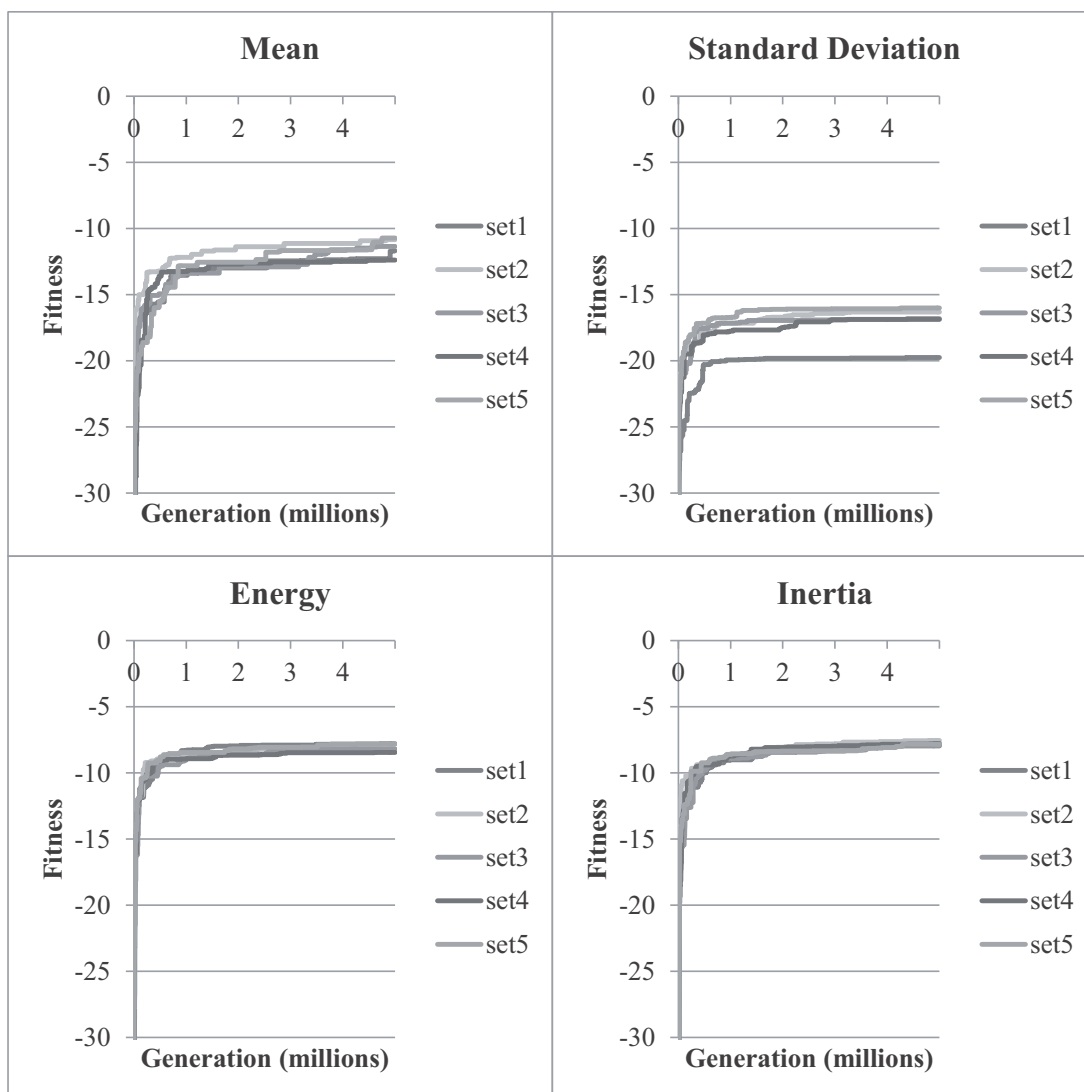 Mean
0
0 1 2 3 4
-5
-10
-15
-20
-25
-30
Fitness
Generation (millions)
set1
set2
set3
set4
set5
Standard Deviation
0
0 1 2 3 4
-5
-10
-15
-20
-25
-30
Fitness
Generation (millions)
set1
set2
set3
set4
set5
Energy
0
0 1 2 3 4
-5
-10
-15
-20
-25
-30
Fitness
Generation (millions)
set1
set2
set3
set4
set5
Inertia
0
0 1 2 3 4
-5
-10
-15
-20
-25
-30
Fitness
Generation (millions)
set1
set2
set3
set4
set5